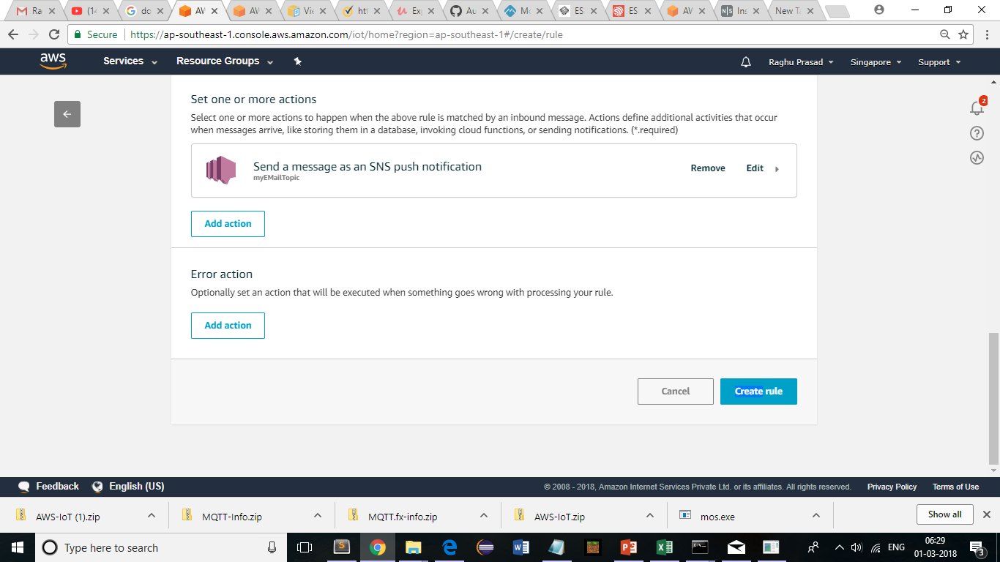 Ra
(14
do
AV
AV
Vie
htt
Ex
Au
Mo
ES
ES
AV
N|S
Ins
New T
Secure
https://ap-southeast-1.console.aws.amazon.com/iot/home?region=ap-southeast-1#/create/rule
aws
Services
Resource Groups
Raghu Prasad
Singapore
Support
Set one or more actions
Select one or more actions to happen when the above rule is matched by an inbound message. Actions define additional activities that occur
when messages arrive, like storing them in a database, invoking cloud functions, or sending notifications. (*.required)
2
Send a message as an SNS push notification
myEMailTopic
Remove
Edit
Add action
Error action
Optionally set an action that will be executed when something goes wrong with processing your rule.
Add action
Cancel
Create rule
Feedback
English (US)
© 2008 - 2018, Amazon Internet Services Private Ltd. or its affiliates. All rights reserved.
Privacy Policy
Terms of Use
AWS-IoT (1).zip
MQTT-Info.zip
MQTT.fx-info.zip
AWS-IoT.zip
mos.exe
Show all
Type here to search
ENG
06:29
01-03-2018
3